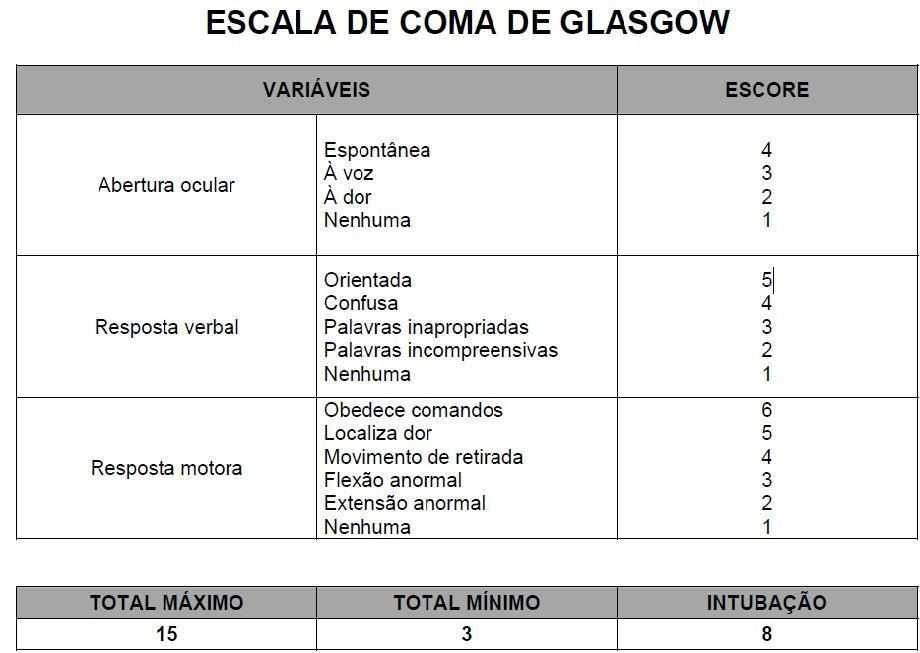 ESCALA DE COMA DE GLASGOW
VARIÁVEIS ESCORE
Abertura ocular
Espontânea 4
À voz 3
À dor 2
Nenhuma 1
Resposta verbal
Orientada 5
Confusa 4
Palavras inapropriadas 3
Palavras incompreensivas 2
Nenhuma 1
Resposta motora
Obedece comandos 6
Localiza dor 5
Movimento de retirada 4
Flexão anormal 3
Extensão anormal 2
Nenhuma 1
TOTAL MÁXIMO TOTAL MÍNIMO INTUBAÇÃO
15 3 8